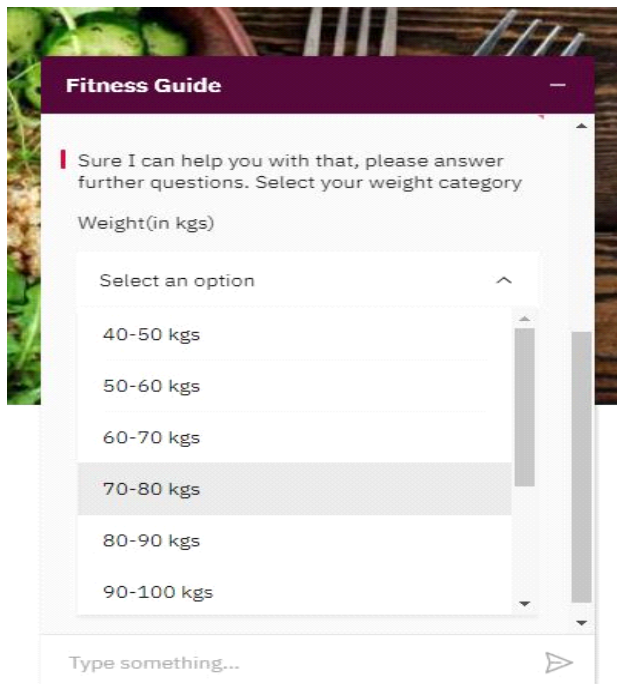 Fitness Guide
Sure I can help you with that, please answer
further questions. Select your weight category
Weight(in kgs)
Select an option
40-50 kgs
50-60 kgs
60-70 kgs
70-80 kgs
80-90 kgs
90-100 kgs
Type something...